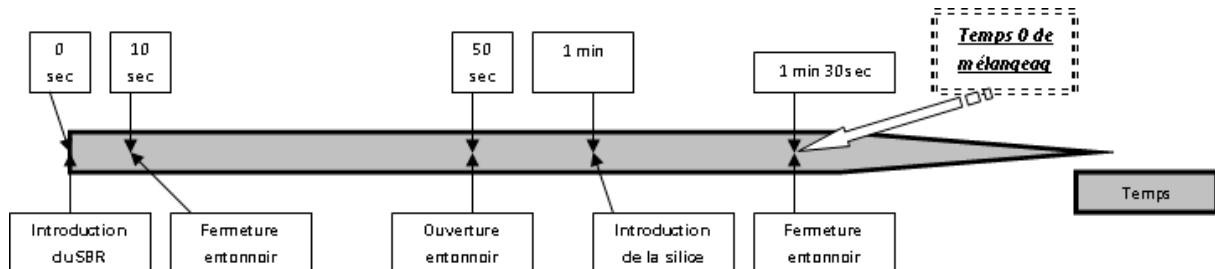 0
sec
10
sec
50
sec
1 min
1 min 30sec
Temps 0 de
mélangeaq
Temps
Introduction
du SBR
Fermeture
entonnoir
Ouverture
entonnoir
Introduction
de la silice
Fermeture
entonnoir